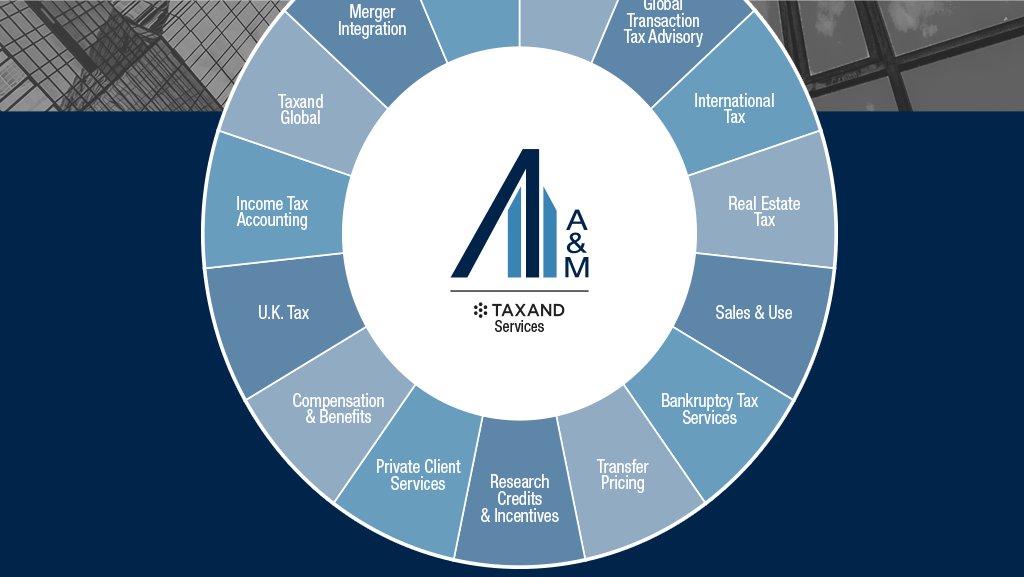 Merger
Integration
Global
Transaction
Tax Advisory
Taxand
Global
International
Tax
Income Tax
Accounting
Real Estate
Tax
A
&
M
TAXAND
Services
U.K. Tax
Sales & Use
Compensation
& Benefits
Bankruptcy Tax
Services
Private Client
Services
Research
Credits
& Incentives
Transfer
Pricing